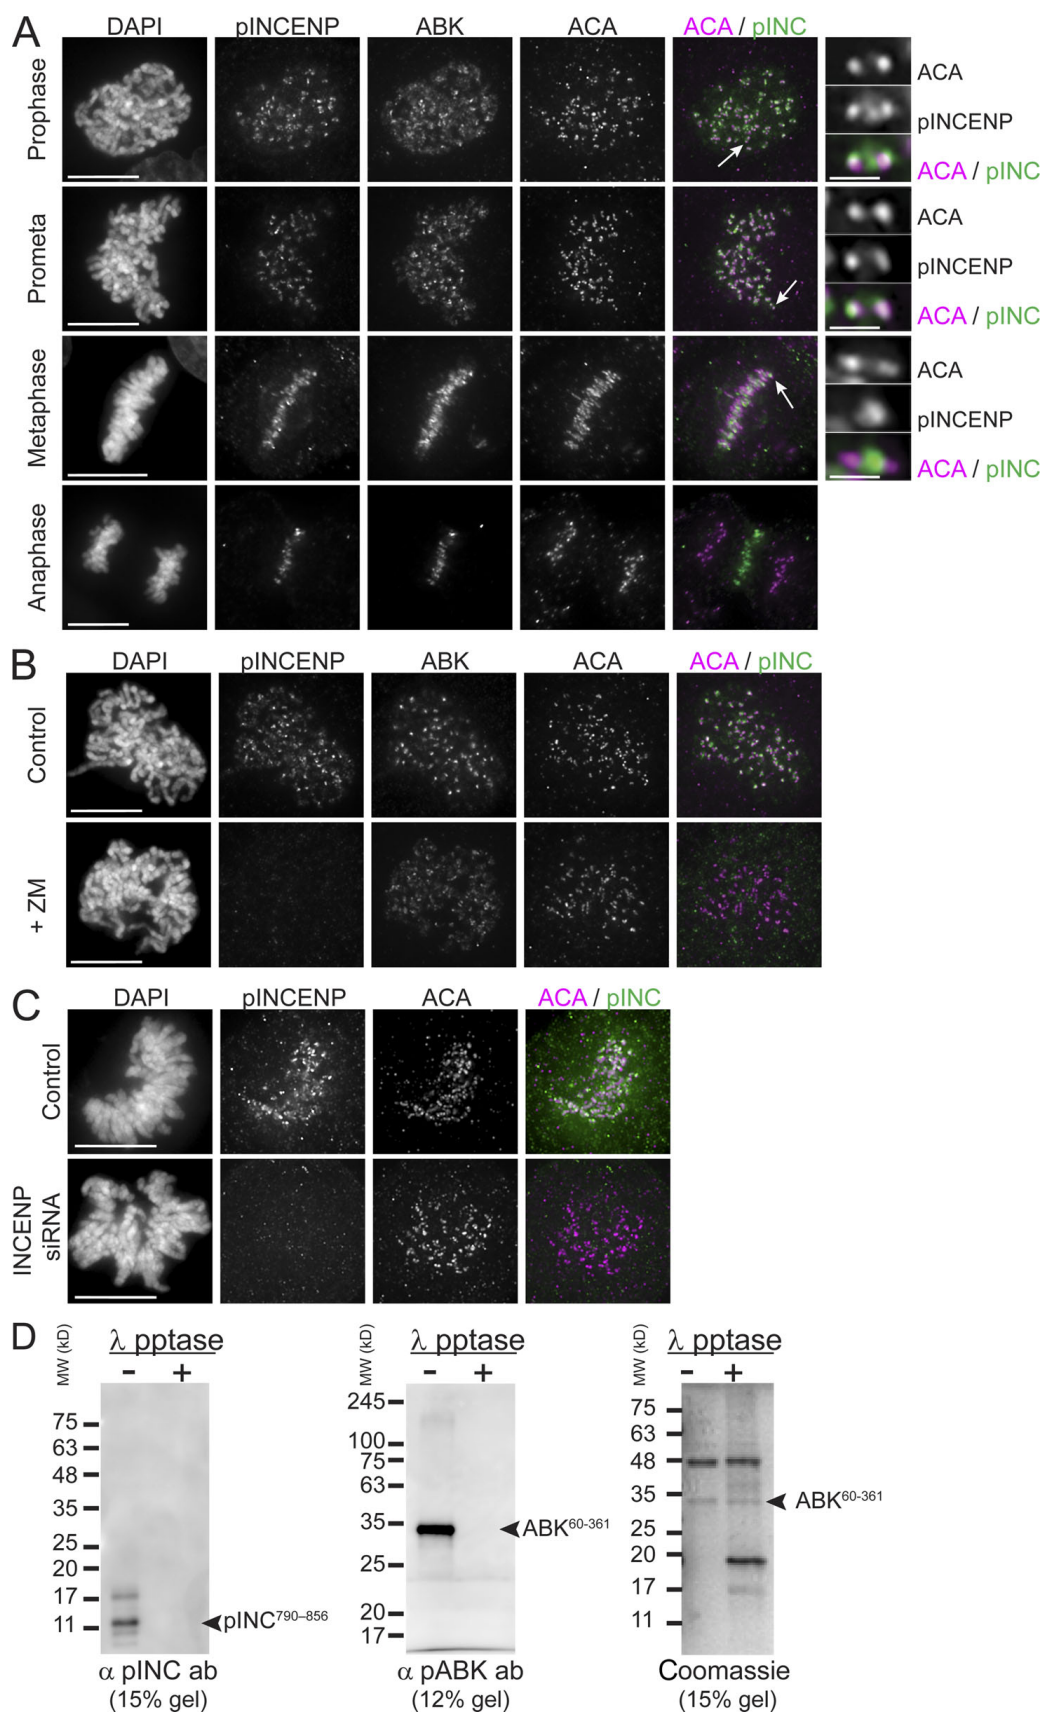 A
DAPI pINCENP ABK ACA ACA / pINC
Prophase
ACA
pINCENP
ACA / pINC
Prometa
ACA
pINCENP
ACA / pINC
Metaphase
ACA
pINCENP
ACA / pINC
Anaphase
B
DAPI pINCENP ABK ACA ACA / pINC
Control
+ ZM
C
DAPI pINCENP ACA ACA / pINC
Control
INCENP
siRNA
D
MW (kD)
λ pptase
- +
75
63
48
35
25
20
17
11
pINC790–856
α pINC ab
(15% gel)
MW (kD)
λ pptase
- +
245
100
75
63
35
25
20
17
ABK60-361
α pABK ab
(12% gel)
MW (kD)
λ pptase
- +
75
63
48
35
25
20
17
11
ABK60-361
Coomassie
(15% gel)